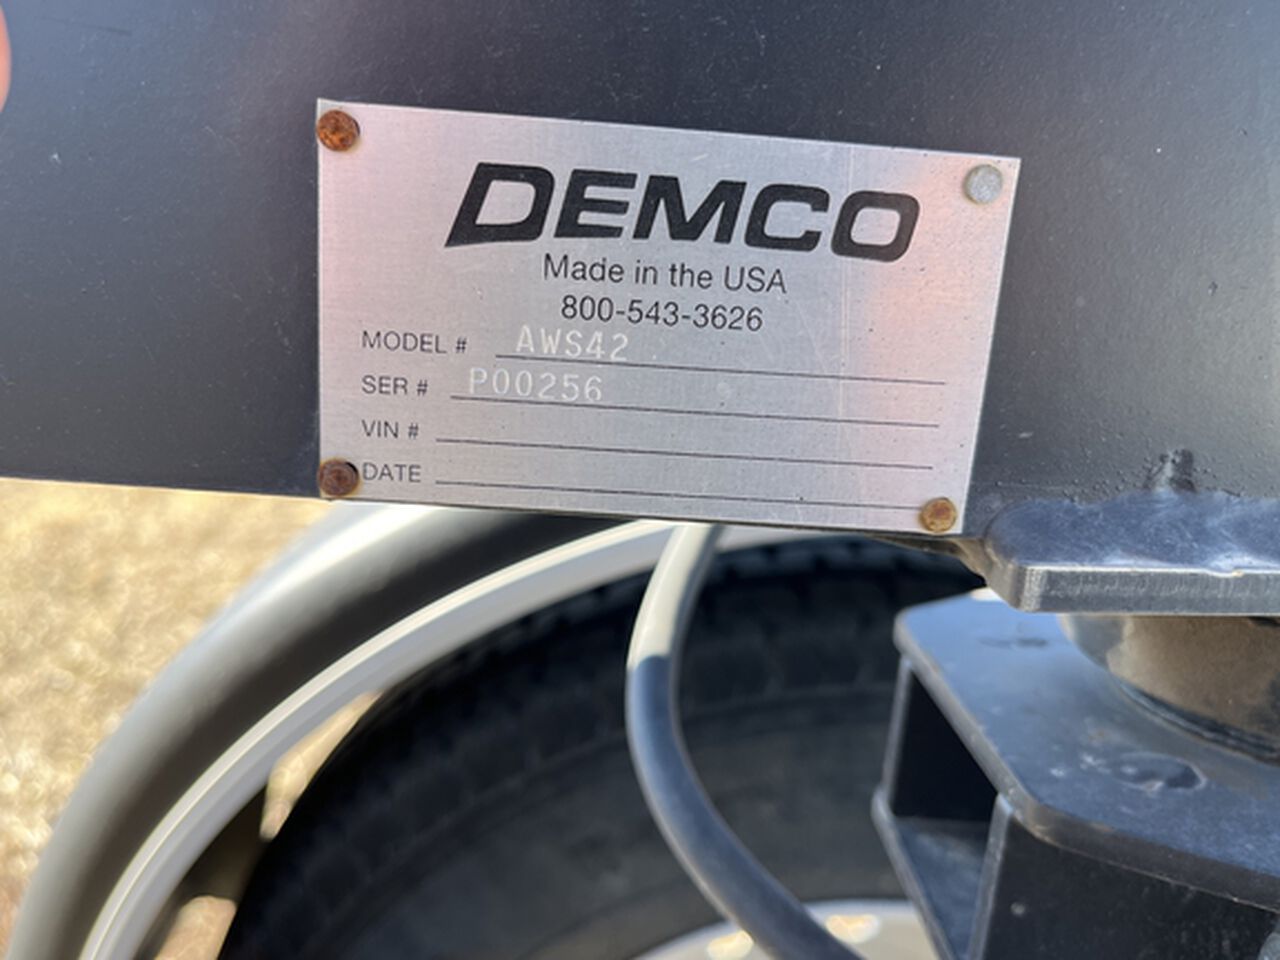 DEMCO
Made in the USA
800-543-3626
MODEL # AWS42
SER # P00256
VIN #
DATE